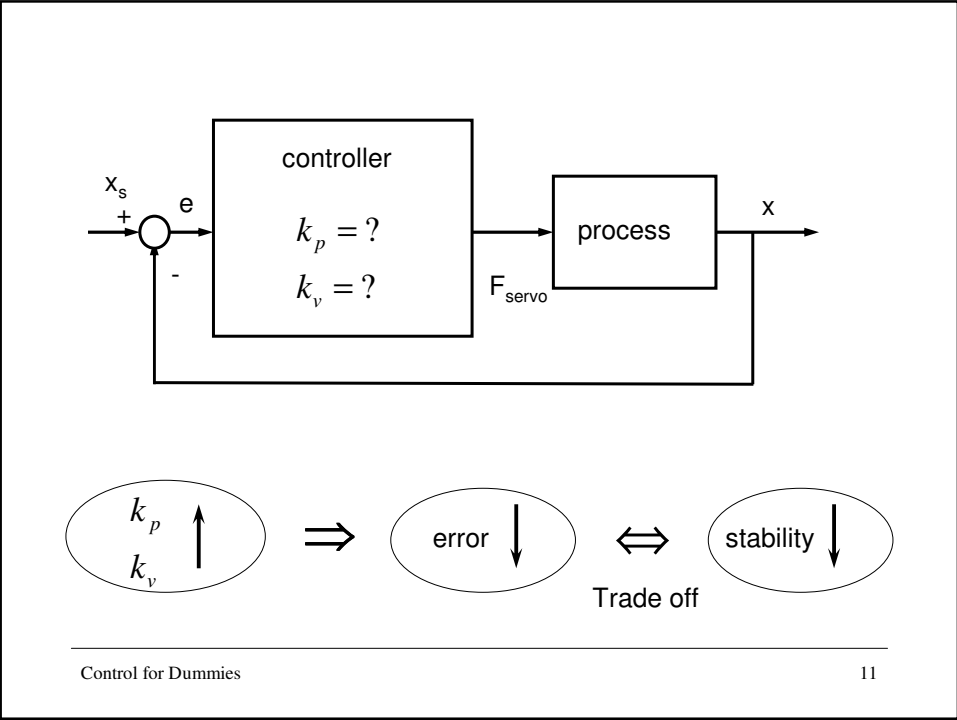 controller
x_s
+
e
k_p = ?
x
process
-
k_v = ?
F_servo
k_p
k_v
⇒
error
⇔
stability
Trade off
Control for Dummies 11